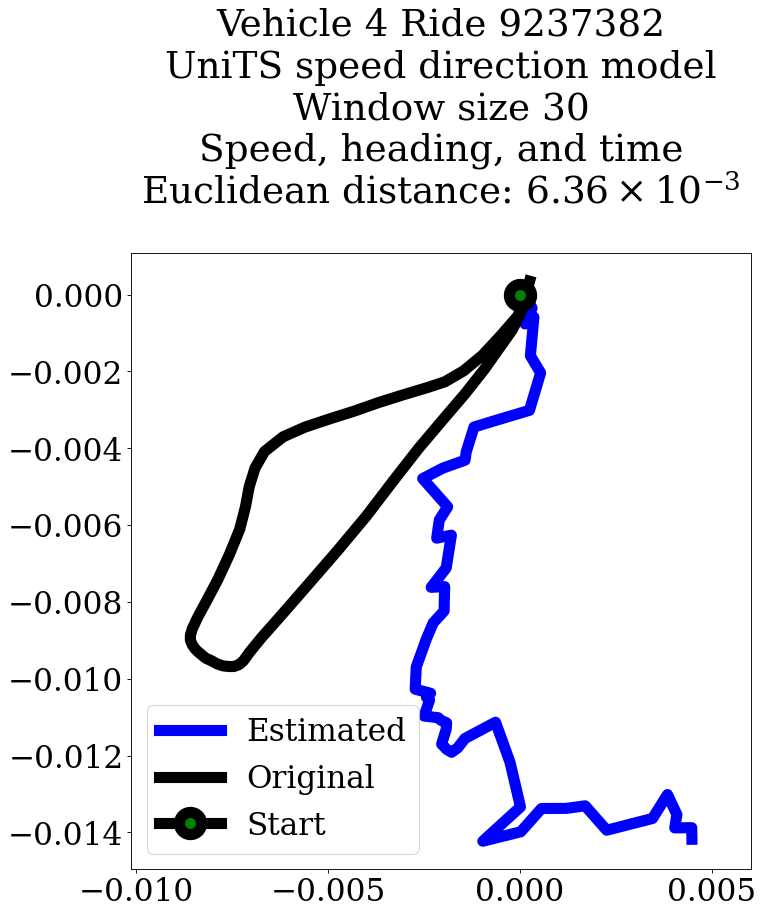 Vehicle 4 Ride 9237382
UniTS speed direction model
Window size 30
Speed, heading, and time
Euclidean distance: 6.36 × 10⁻³
0.000
−0.002
−0.004
−0.006
−0.008
−0.010
−0.012
−0.014
Estimated
Original
Start
−0.010 −0.005 0.000 0.005